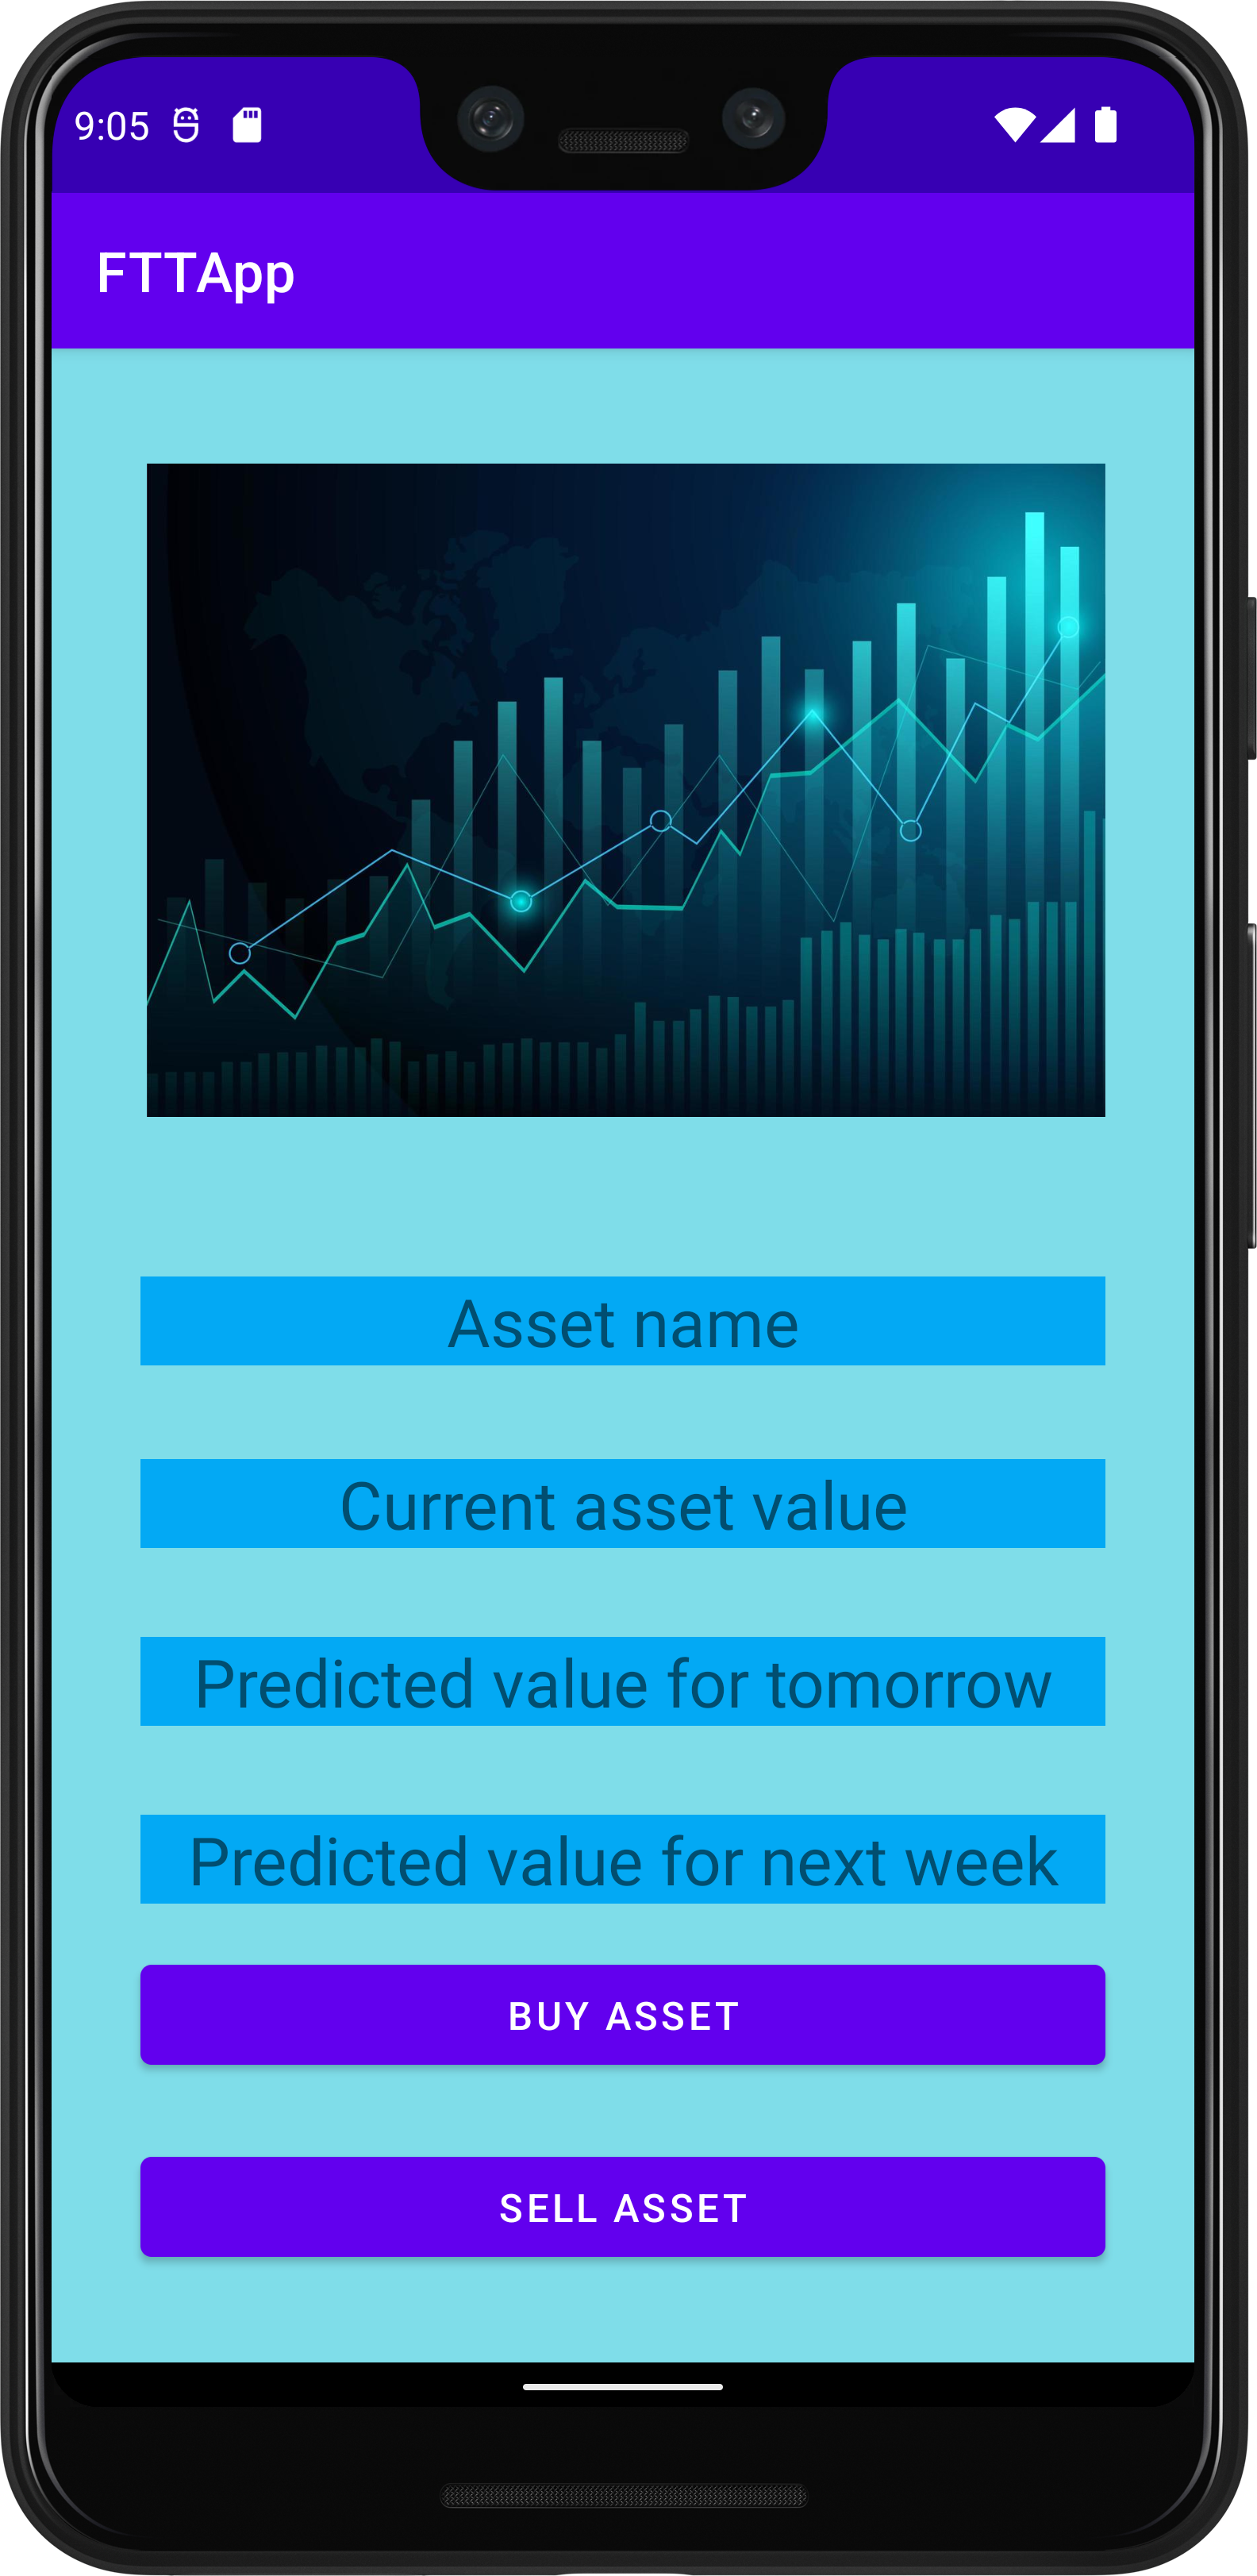 9:05
FTTApp
Asset name
Current asset value
Predicted value for tomorrow
Predicted value for next week
BUY ASSET
SELL ASSET